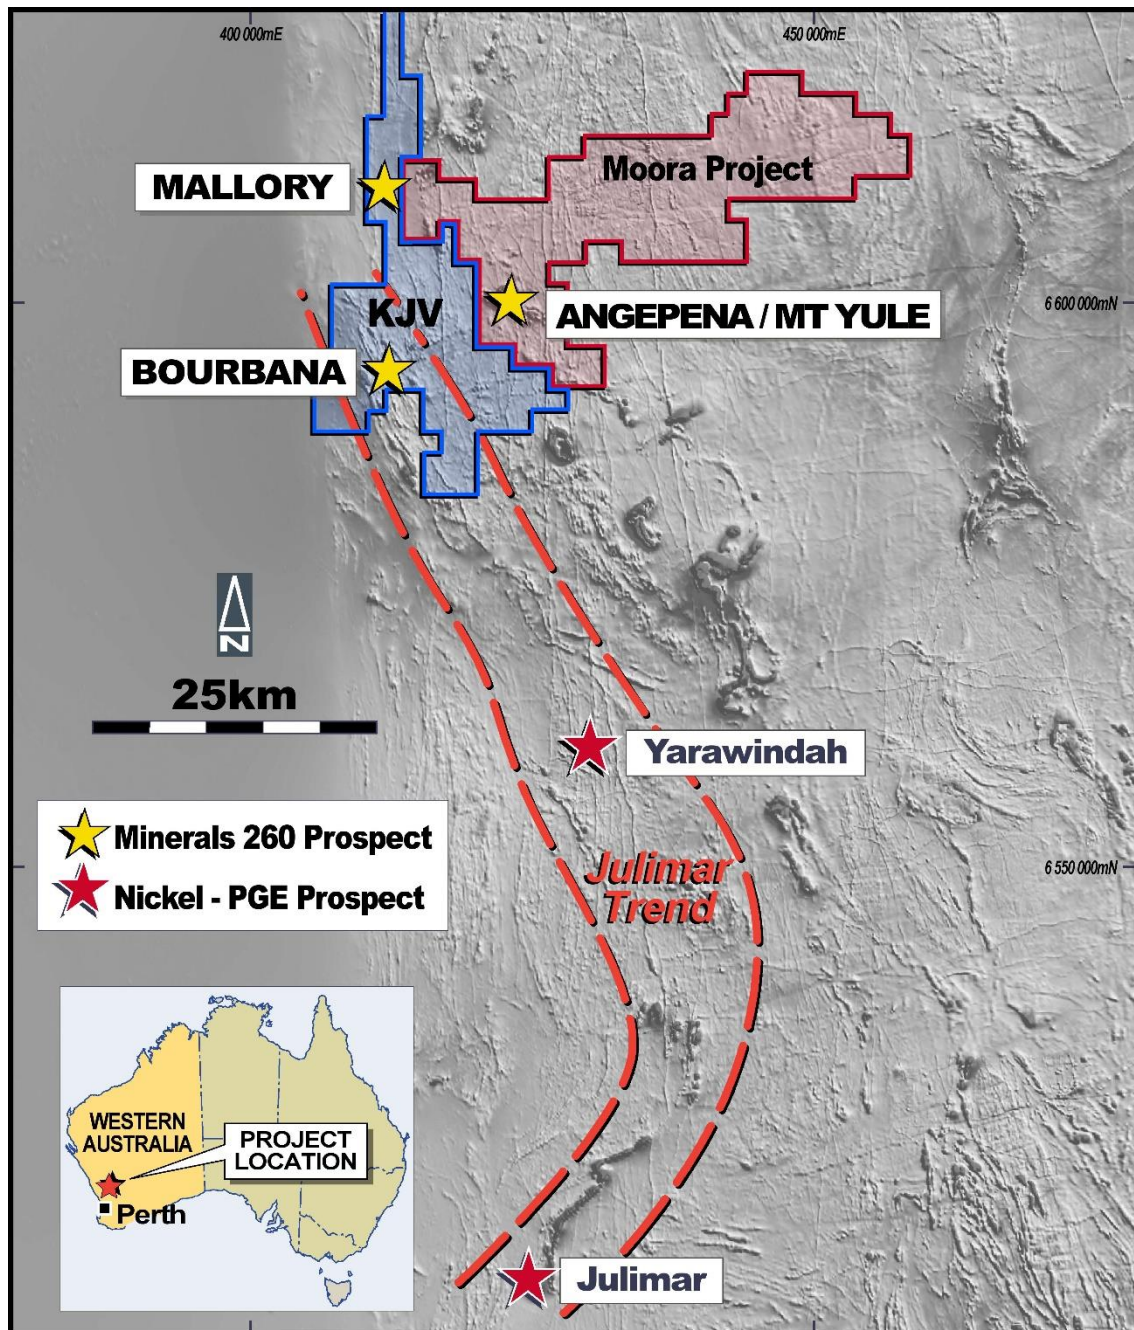 400 000mE
450 000mE
Moora Project
MALLORY
6 600 000mN
KJV
ANGEPENA / MT YULE
BOURBANA
N
25km
Yarawindah
Minerals 260 Prospect
Nickel - PGE Prospect
Julimar
Trend
6 550 000mN
WESTERN
AUSTRALIA
PROJECT
LOCATION
Perth
Julimar